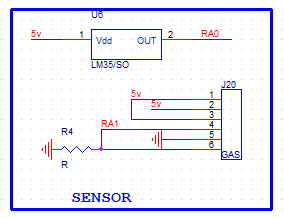 U6
5v 1 Vdd OUT 2 RA0
LM35/SO
J20
5v 1
5v 2
3
RA1 4
R4 5
6
R GAS
SENSOR